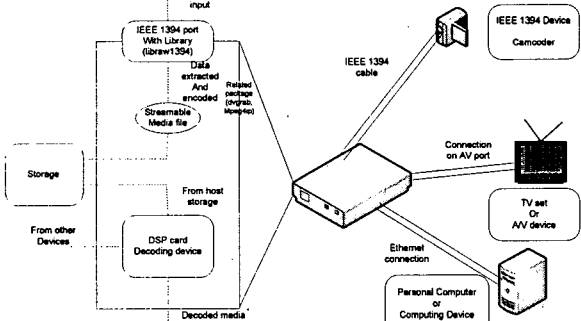 input
IEEE 1394 port
With Library
(libraw1394)
Data
extracted
And
encoded
Related
package
(dvgrab,
Mpeg4ip)
Streamable
Media file
Storage
From host
storage
From other
Devices
DSP card
Decoding device
Decoded media
IEEE 1394
cable
IEEE 1394 Device
Camcoder
Connection
on AV port
TV set
Or
A/V device
Ethernet
connection
Personal Computer
or
Computing Device